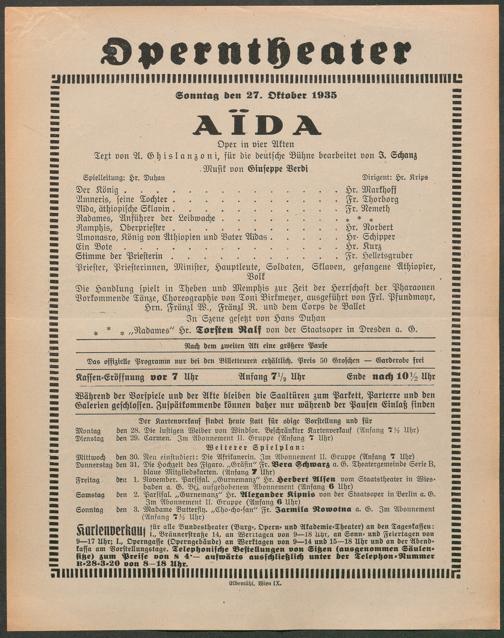 Operntheater
Sonntag den 27. Oktober 1935
AÏDA
Oper in vier Akten
Text von A. Ghislanzoni, für die deutsche Bühne bearbeitet von J. Schanz
Musik von Giuseppe Verdi
Spielleitung: Hr. Duhan Dirigent: Hr. Krips
Der König . . . . . . . . Hr. Markhoff
Amneris, seine Tochter . . . . . . . . Fr. Thorborg
Aïda, äthiopische Sklavin . . . . . . . . Fr. Nemeth
Radames, Anführer der Leibwache . . . . . . . . * * *
Ramphis, Oberpriester . . . . . . . . Hr. Norbert
Amonasro, König von Äthiopien und Vater Aïdas . . . . . . . . Hr. Schipper
Ein Bote . . . . . . . . Hr. Kurz
Stimme der Priesterin . . . . . . . . Fr. Helletsgruber
Priester, Priesterinnen, Minister, Hauptleute, Soldaten, Sklaven, gefangene Äthiopier,
Volk
Die Handlung spielt in Theben und Memphis zur Zeit der Herrschaft der Pharaonen
Vorkommende Tänze, Choreographie von Toni Birkmeyer, ausgeführt von Frl. Pfundmayr,
Hrn. Fränzl W., Fränzl R. und dem Corps de Ballet
In Szene gesetzt von Hans Duhan
* * * „Radames“ Hr. Torsten Ralf von der Staatsoper in Dresden a. G.
Nach dem zweiten Akt eine größere Pause
Das offizielle Programm nur bei den Billetteuren erhältlich. Preis 50 Groschen — Garderobe frei
Kassen-Eröffnung vor 7 Uhr Anfang 7½ Uhr Ende nach 10½ Uhr
Während der Vorspiele und der Akte bleiben die Saaltüren zum Parkett, Parterre und den
Galerien geschlossen. Zuspätkommende können daher nur während der Pausen Einlaß finden
Der Kartenverkauf findet heute statt für obige Vorstellung und für
Montag den 28. Die lustigen Weiber von Windsor. Beschränkter Kartenverkauf (Anfang 7½ Uhr)
Dienstag den 29. Carmen. Im Abonnement II. Gruppe (Anfang 7 Uhr)
Weiterer Spielplan:
Mittwoch den 30. Neu einstudiert: Die Afrikanerin. Im Abonnement II. Gruppe (Anfang 7 Uhr)
Donnerstag den 31. Die Hochzeit des Figaro. „Gräfin“ Fr. Vera Schwarz a. G. Theatergemeinde Serie B,
blaue Mitgliedskarten. (Anfang 7 Uhr)
Freitag den 1. November. Parsifal. „Gurnemanz“ Hr. Herbert Alsen vom Staatstheater in Wies-
baden a. G. Bei aufgehobenem Abonnement (Anfang 6 Uhr)
Samstag den 2. Parsifal. „Gurnemanz“ Hr. Alexander Kipnis von der Staatsoper in Berlin a. G.
Im Abonnement II. Gruppe (Anfang 6 Uhr)
Sonntag den 3. Madame Butterfly. „Cho-cho-san“ Fr. Jarmila Novotna a. G. Im Abonnement
(Anfang 7½ Uhr)
Kartenverkauf für alle Bundestheater (Burg-, Opern- und Akademie-Theater) an den Tageskassen:
I., Bräunerstraße 14, an Werktagen von 9—18 Uhr, an Sonn- und Feiertagen von
9—17 Uhr; I., Operngasse (Operngebäude) an Werktagen von 9—14 und 15—18 Uhr und an der Abend-
kassa am Vorstellungstage. Telephonische Bestellungen von Sitzen (ausgenommen Säulen-
sitze) zum Preise von S 4·— aufwärts ausschließlich unter der Telephon-Nummer
R-28-3-20 von 8—18 Uhr.
Elbemühl, Wien IX.